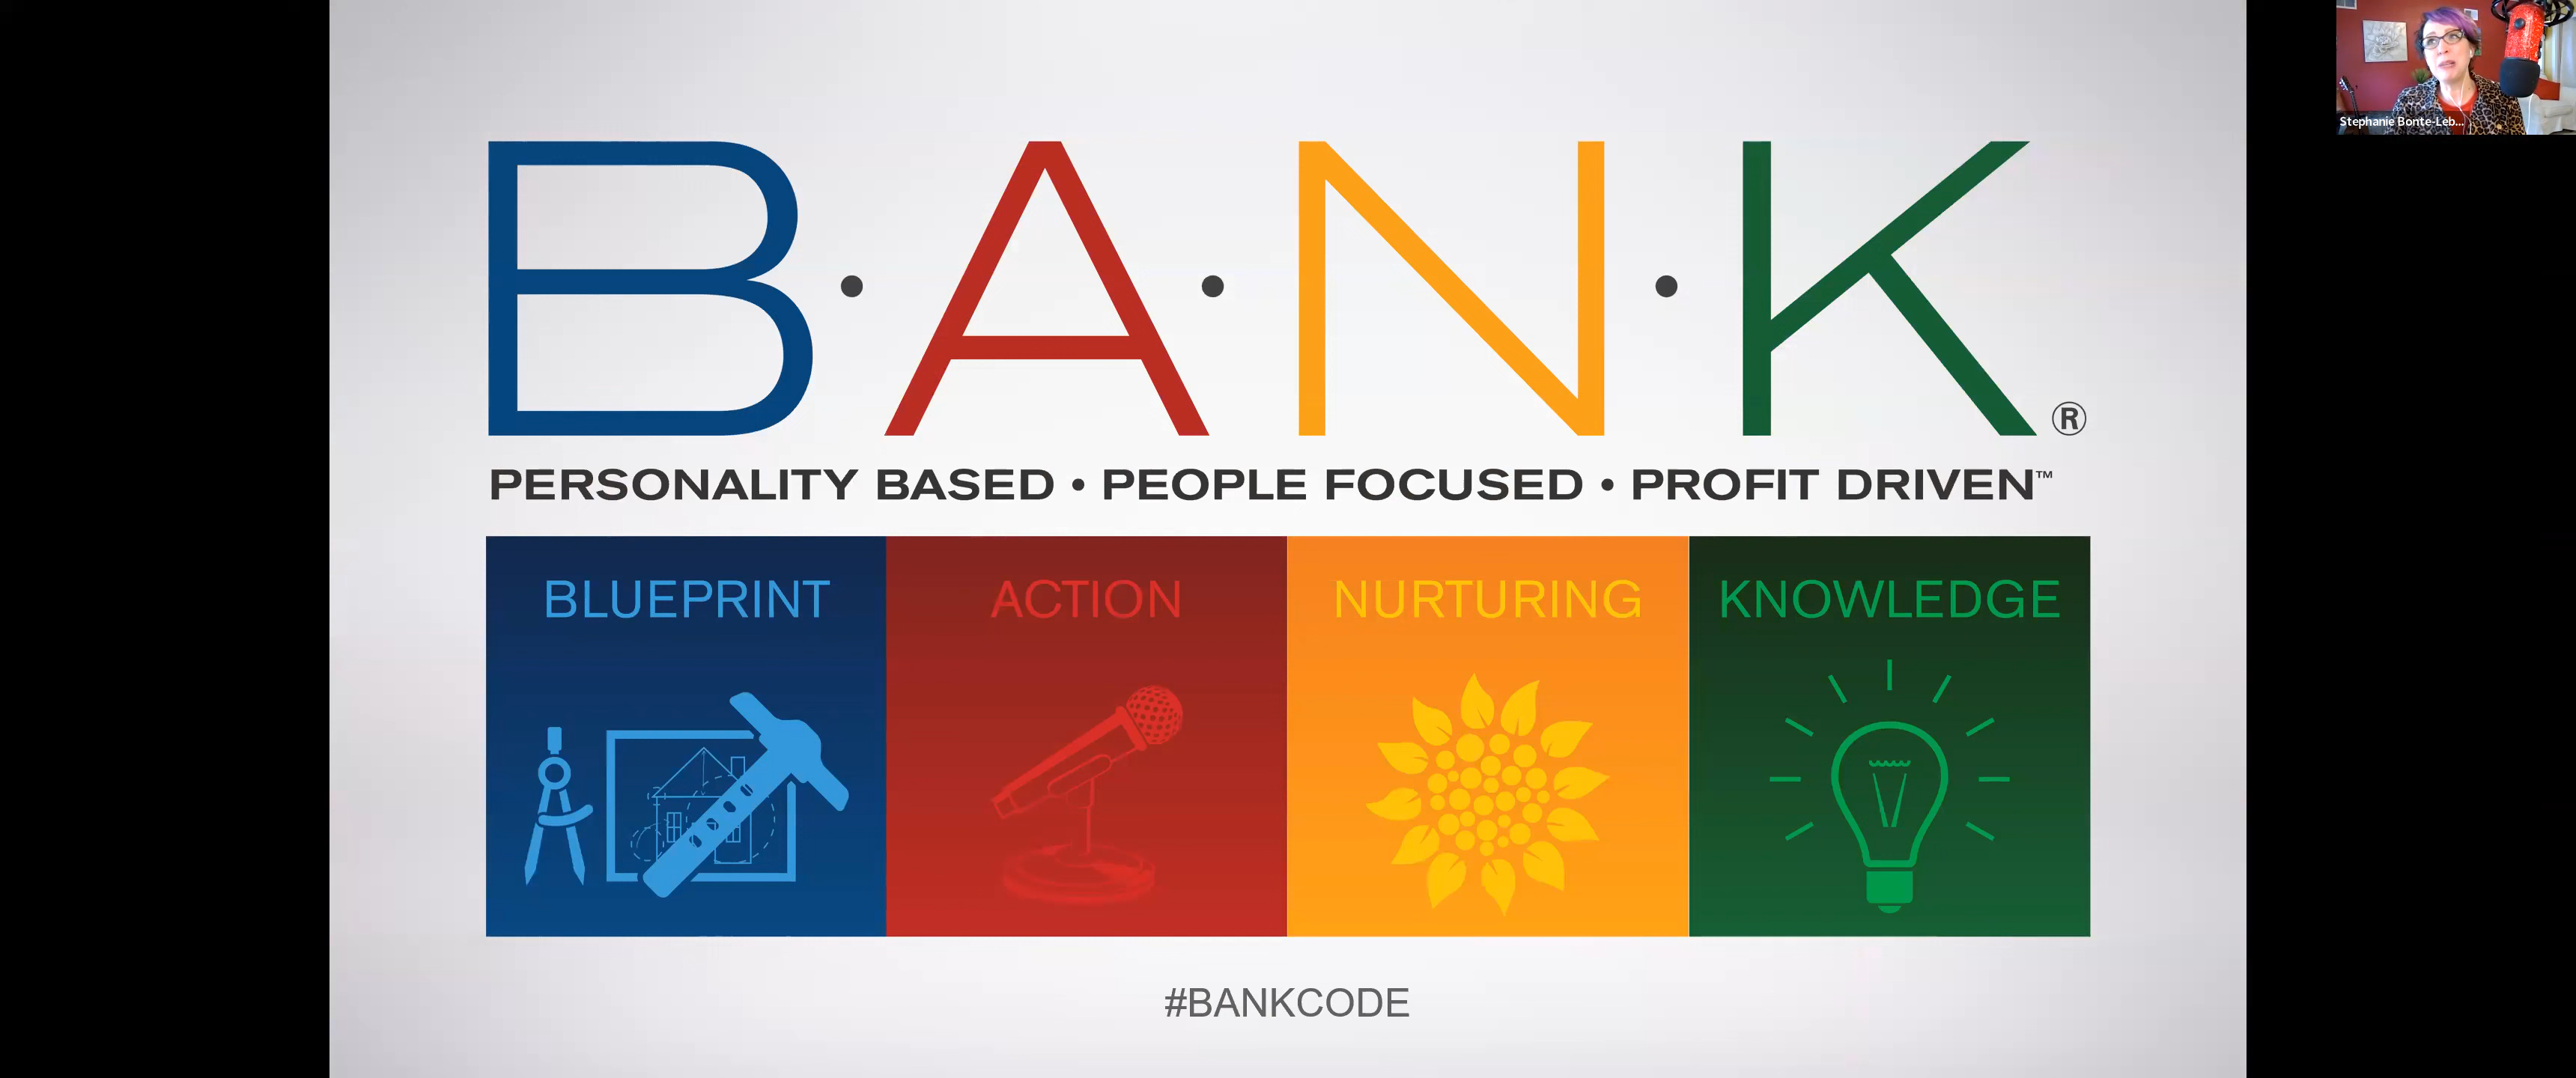 B·A·N·K®
PERSONALITY BASED • PEOPLE FOCUSED • PROFIT DRIVEN™
BLUEPRINT
ACTION
NURTURING
KNOWLEDGE
#BANKCODE
Stephanie Bonte-Leb...